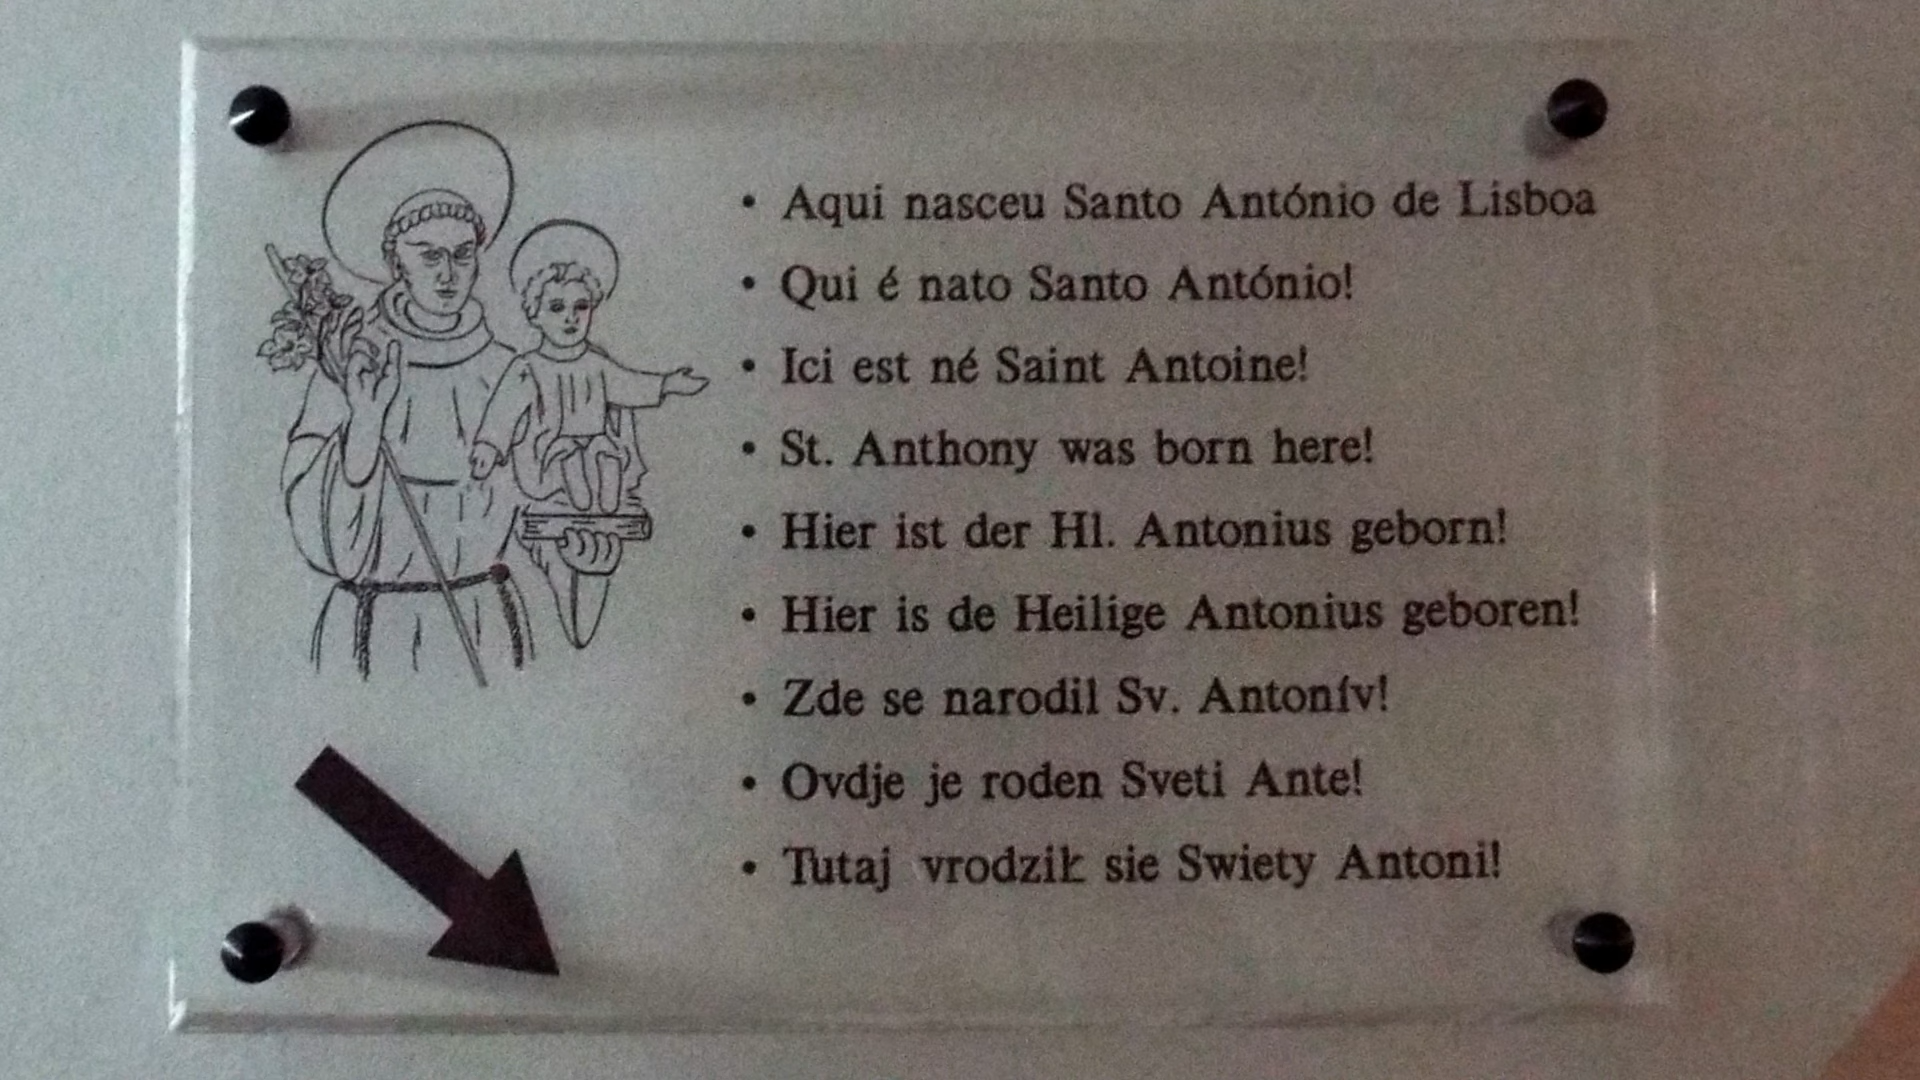 • Aqui nasceu Santo António de Lisboa
• Qui é nato Santo António!
• Ici est né Saint Antoine!
• St. Anthony was born here!
• Hier ist der Hl. Antonius geborn!
• Hier is de Heilige Antonius geboren!
• Zde se narodil Sv. Antonív!
• Ovdje je roden Sveti Ante!
• Tutaj vrodził sie Swiety Antoni!